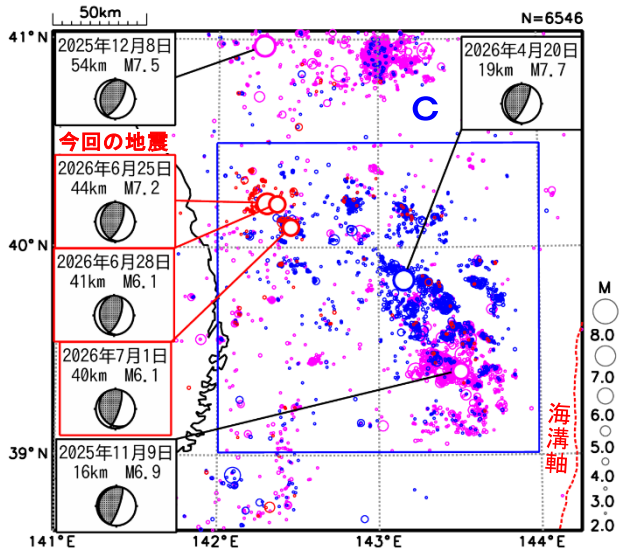 50km
N=6546
41°N
2025年12月8日
54km M7.5
2026年4月20日
19km M7.7
C
今回の地震
2026年6月25日
44km M7.2
40°N
2026年6月28日
41km M6.1
2026年7月1日
40km M6.1
39°N
2025年11月9日
16km M6.9
海溝軸
M
8.0
7.0
6.0
5.0
4.0
3.0
2.0
141°E
142°E
143°E
144°E